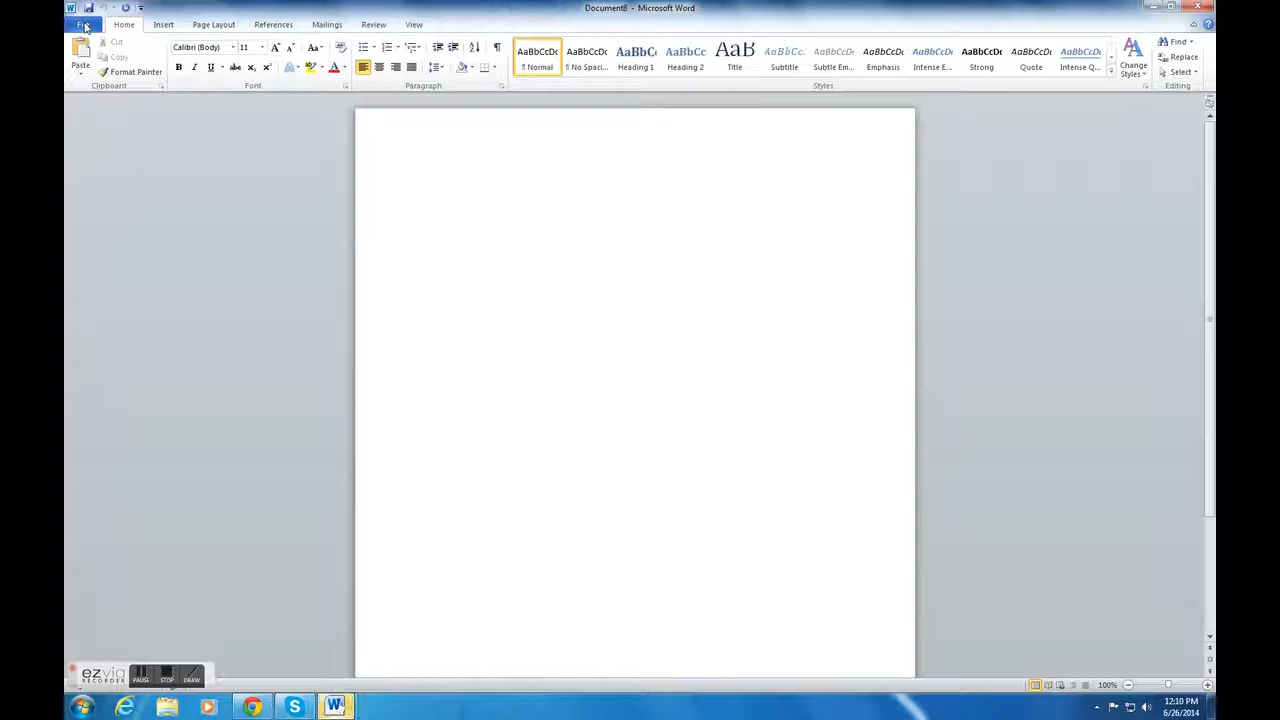 Document8 - Microsoft Word
File Home Insert Page Layout References Mailings Review View
Paste
Cut
Copy
Format Painter
Clipboard
Calibri (Body) 11
Font
Paragraph
AaBbCcDc AaBbCcDc AaBbC AaBbCc AaB AaBbCc. AaBbCcDc AaBbCcDc AaBbCcDc AaBbCcDc AaBbCcDc AaBbCcDc
¶ Normal ¶ No Spaci... Heading 1 Heading 2 Title Subtitle Subtle Em... Emphasis Intense E... Strong Quote Intense Q...
Styles
Change Styles
Find
Replace
Select
Editing
ezvia
RECORDER
PAUSE STOP DRAW
100%
12:10 PM
6/26/2014